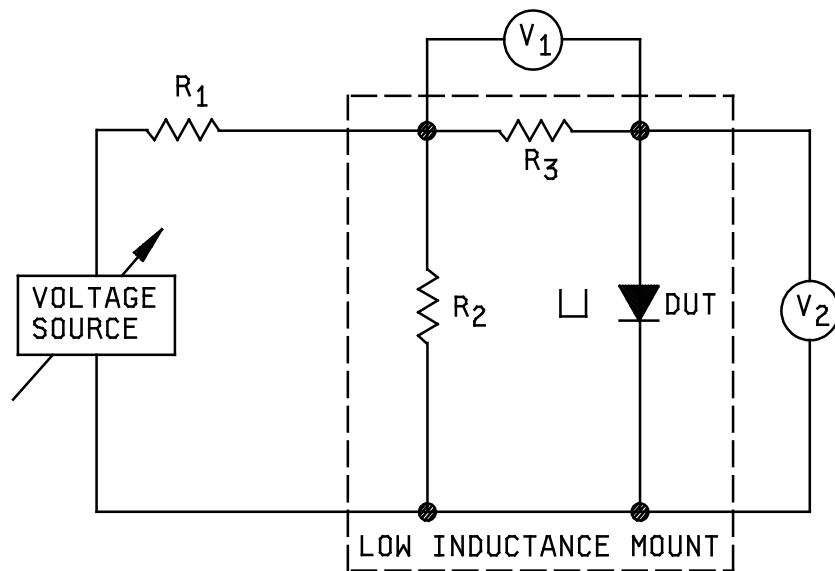 V1
R1
R3
VOLTAGE
SOURCE
R2
DUT
V2
LOW INDUCTANCE MOUNT